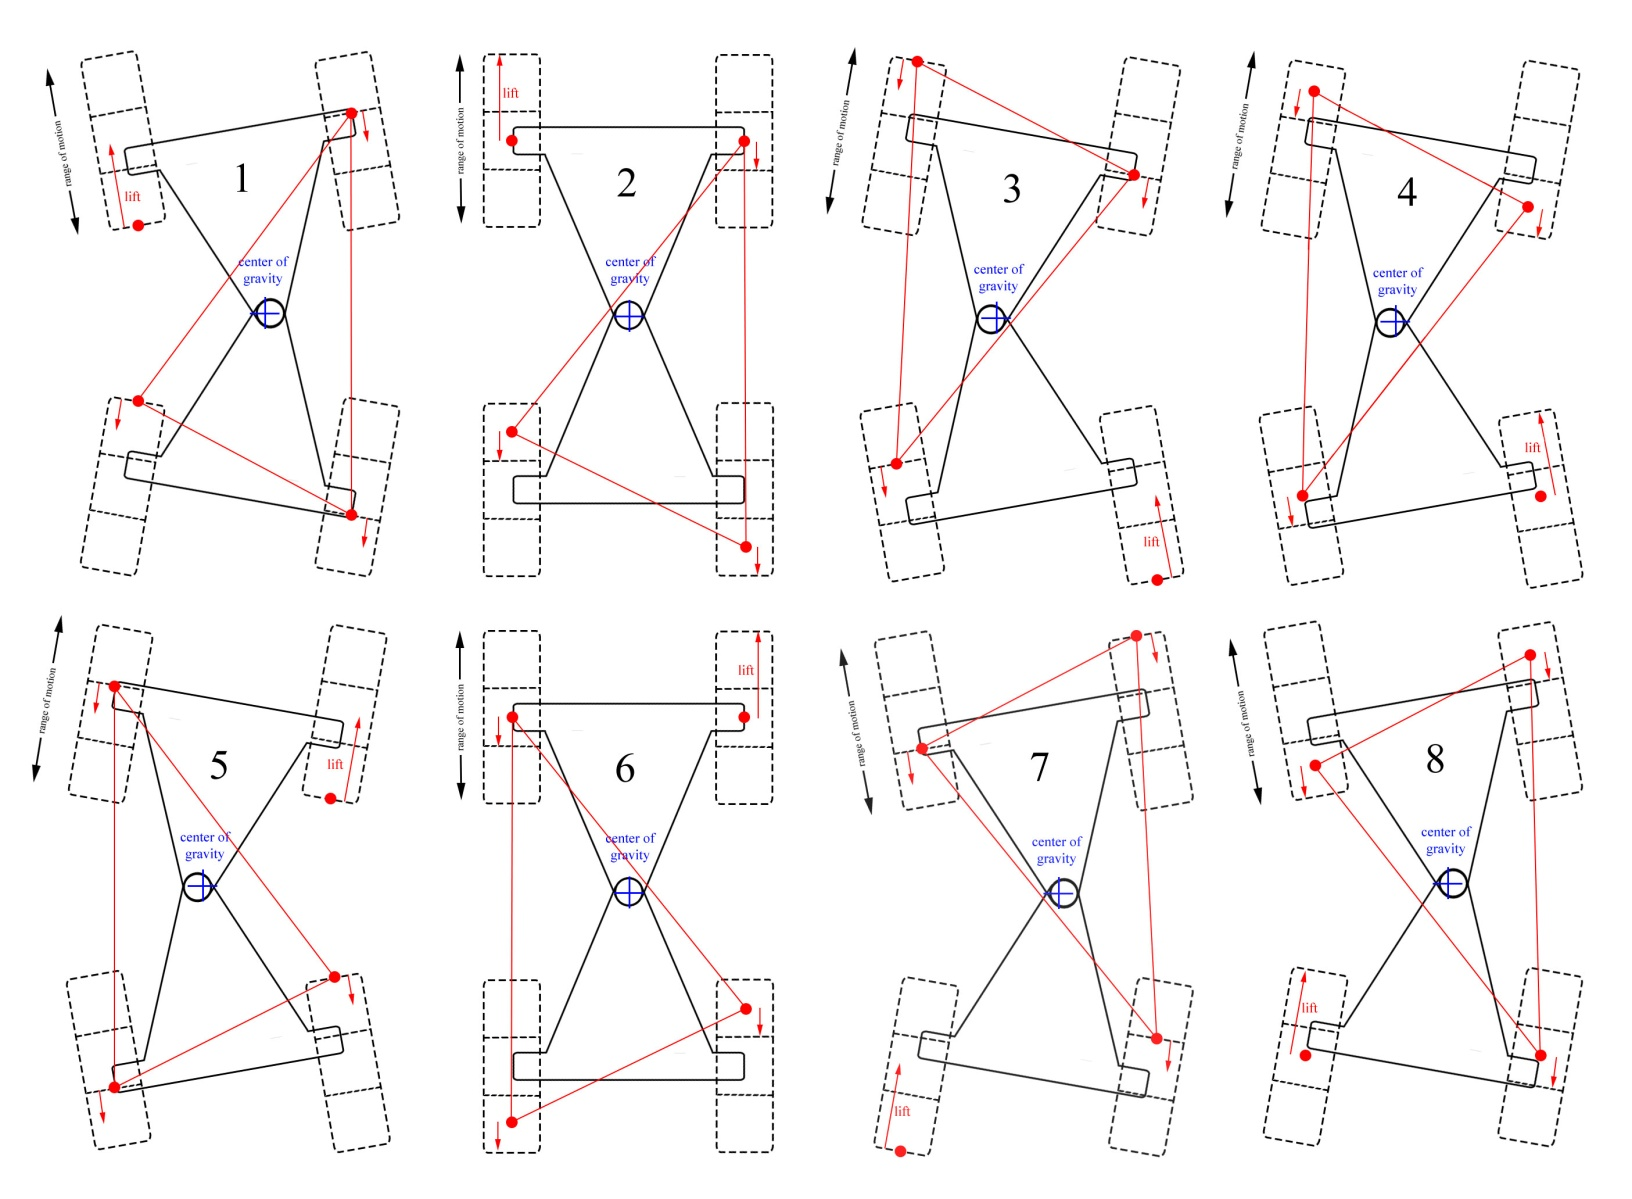 range of motion
lift
1
center of
gravity
range of motion
lift
2
center of
gravity
range of motion
3
center of
gravity
lift
range of motion
4
center of
gravity
lift
range of motion
5
lift
center of
gravity
range of motion
6
lift
center of
gravity
range of motion
7
center of
gravity
lift
range of motion
8
center of
gravity
lift